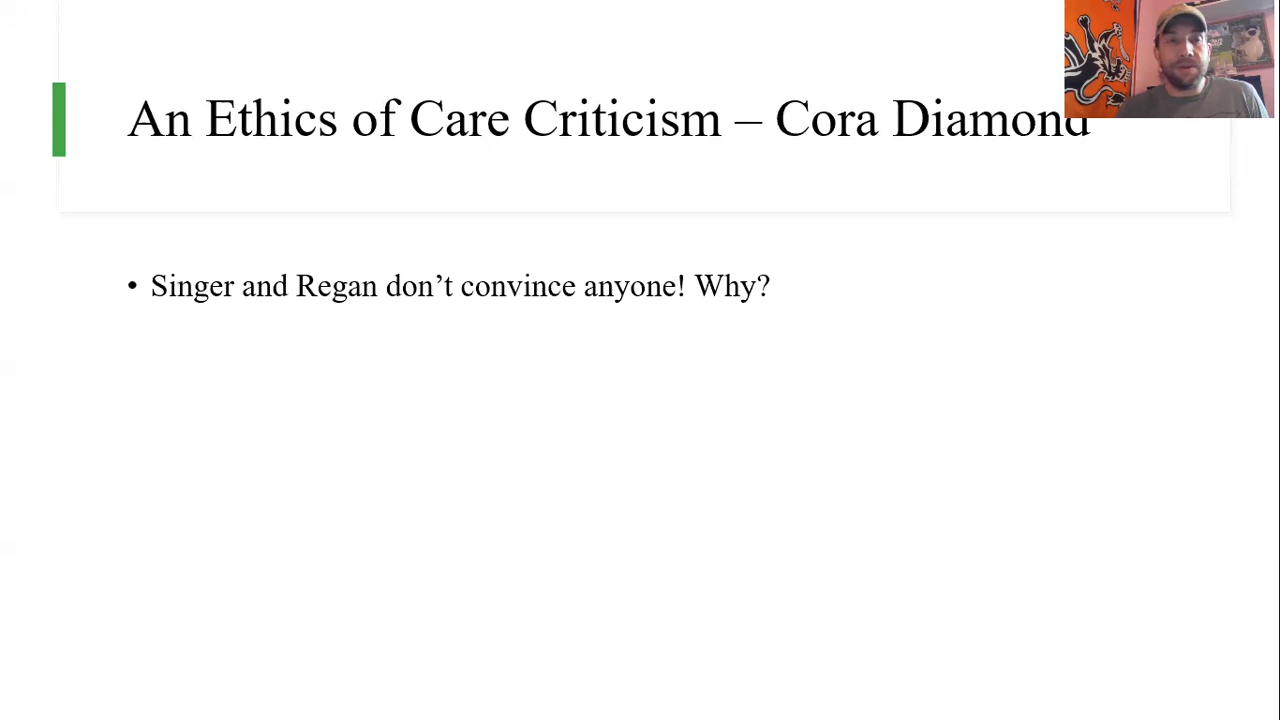 An Ethics of Care Criticism – Cora Diamond
• Singer and Regan don’t convince anyone! Why?